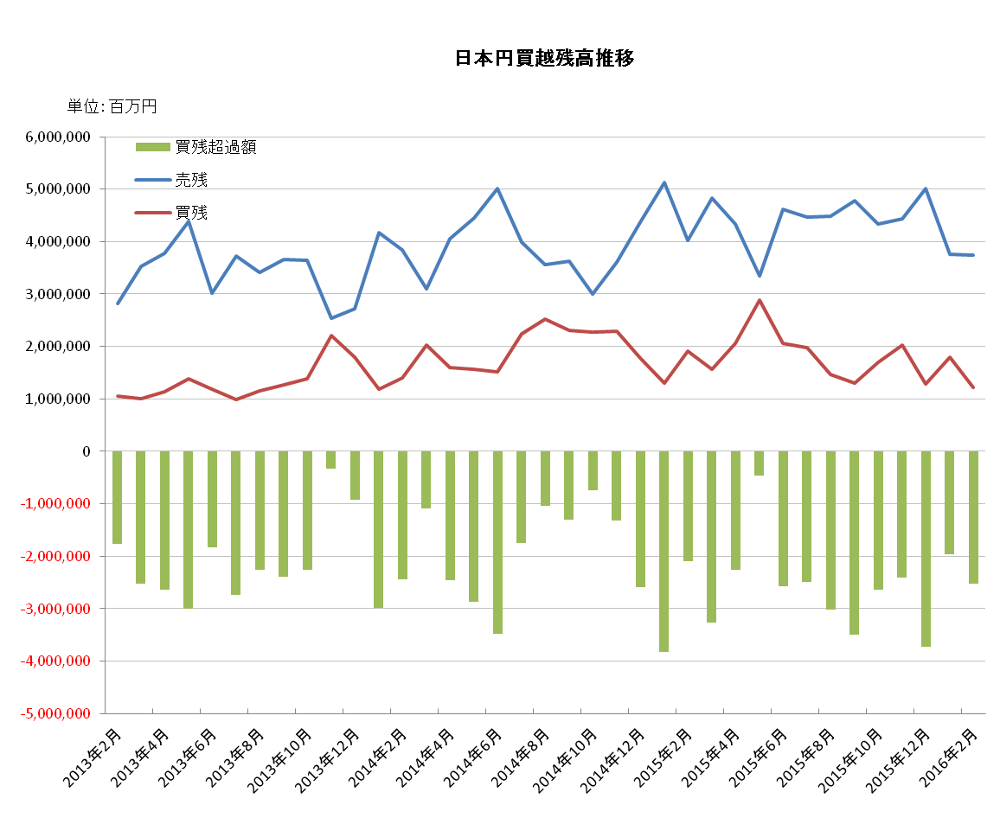 日本円買越残高推移
単位: 百万円
6,000,000
5,000,000
4,000,000
3,000,000
2,000,000
1,000,000
0
-1,000,000
-2,000,000
-3,000,000
-4,000,000
-5,000,000
買残超過額
売残
買残
2013年2月
2013年4月
2013年6月
2013年8月
2013年10月
2013年12月
2014年2月
2014年4月
2014年6月
2014年8月
2014年10月
2014年12月
2015年2月
2015年4月
2015年6月
2015年8月
2015年10月
2015年12月
2016年2月